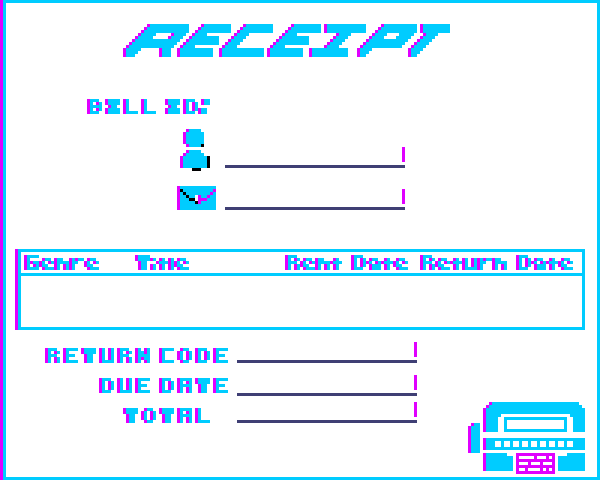 RECEIPT
BILL ID:
Genre Title Rent Date Return Date
RETURN CODE
DUE DATE
TOTAL